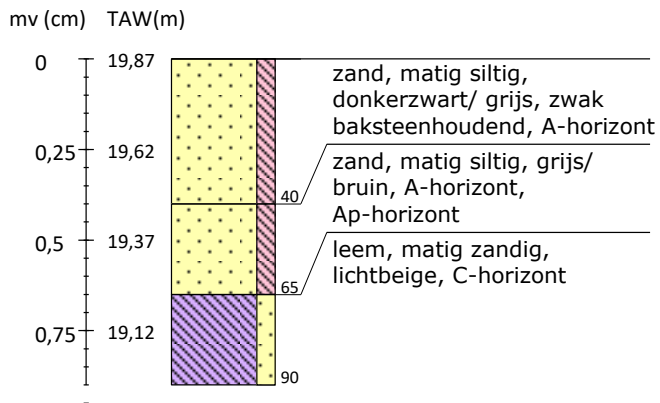 mv (cm) TAW(m)
0 19,87
zand, matig siltig,
donkerzwart/ grijs, zwak
baksteenhoudend, A-horizont
0,25 19,62
zand, matig siltig, grijs/
bruin, A-horizont,
Ap-horizont
40
0,5 19,37
leem, matig zandig,
lichtbeige, C-horizont
65
0,75 19,12
90